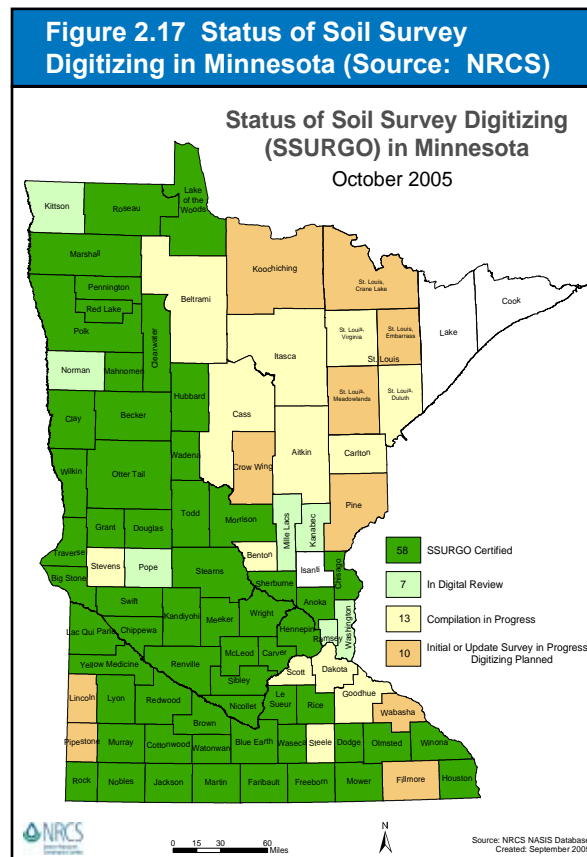 Figure 2.17 Status of Soil Survey
Digitizing in Minnesota (Source: NRCS)
Status of Soil Survey Digitizing
(SSURGO) in Minnesota
October 2005
Kittson
Roseau
Lake
of the
Woods
Marshall
Koochiching
St. Louis,
Crane Lake
Pennington
Beltrami
Cook
Red Lake
Lake
Polk
Clearwater
Itasca
St. Louis,
Virginia
St. Louis,
Embarrass
St. Louis
Norman
Mahnomen
Hubbard
Cass
St. Louis,
Meadowlands
St. Louis,
Duluth
Clay
Becker
Wadena
Crow Wing
Aitkin
Carlton
Wilkin
Otter Tail
Pine
Todd
Morrison
Mille Lacs
Kanabec
Grant
Douglas
Traverse
Stevens
Pope
Stearns
Benton
Isanti
Chisago
Big Stone
Sherburne
Swift
Kandiyohi
Meeker
Wright
Anoka
Hennepin
Ramsey
Washington
Lac Qui Parle
Chippewa
McLeod
Carver
Yellow Medicine
Renville
Scott
Dakota
Sibley
Goodhue
Lincoln
Lyon
Redwood
Nicollet
Le
Sueur
Rice
Wabasha
Brown
Pipestone
Murray
Cottonwood
Watonwan
Blue Earth
Waseca
Steele
Dodge
Olmsted
Winona
Rock
Nobles
Jackson
Martin
Faribault
Freeborn
Mower
Fillmore
Houston
58 SSURGO Certified
7 In Digital Review
13 Compilation in Progress
10 Initial or Update Survey in Progress
Digitizing Planned
NRCS
0 15 30 60
Miles
N
Source: NRCS NASIS Database
Created: September 2005